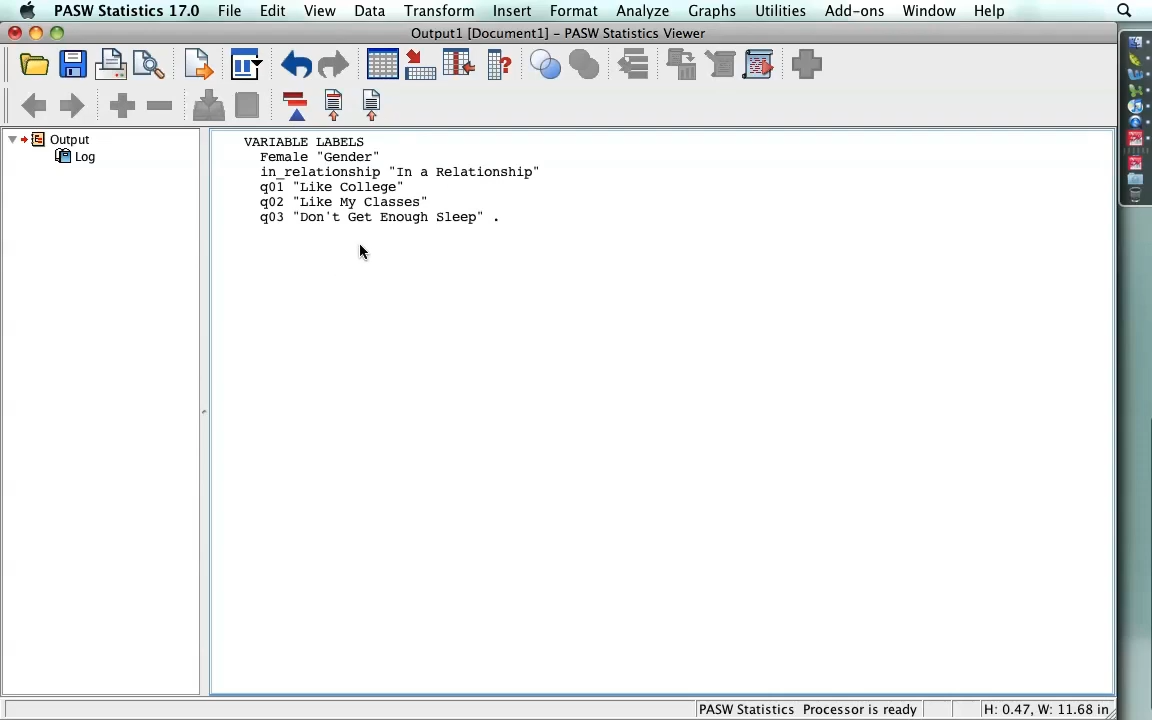 PASW Statistics 17.0 File Edit View Data Transform Insert Format Analyze Graphs Utilities Add-ons Window Help
Output1 [Document1] - PASW Statistics Viewer
Output
Log
VARIABLE LABELS
Female "Gender"
in_relationship "In a Relationship"
q01 "Like College"
q02 "Like My Classes"
q03 "Don't Get Enough Sleep" .
PASW Statistics Processor is ready H: 0.47, W: 11.68 in